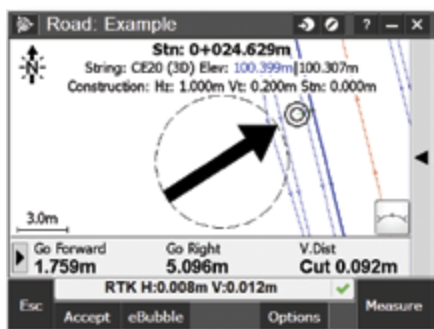 Road: Example
? – ×
Stn: 0+024.629m
String: CE20 (3D) Elev: 100.399m|100.307m
Construction: Hz: 1.000m Vt: 0.200m Stn: 0.000m
N
3.0m
Go Forward Go Right V.Dist
1.759m 5.096m Cut 0.092m
RTK H:0.008m V:0.012m
Esc Accept eBubble Options Measure